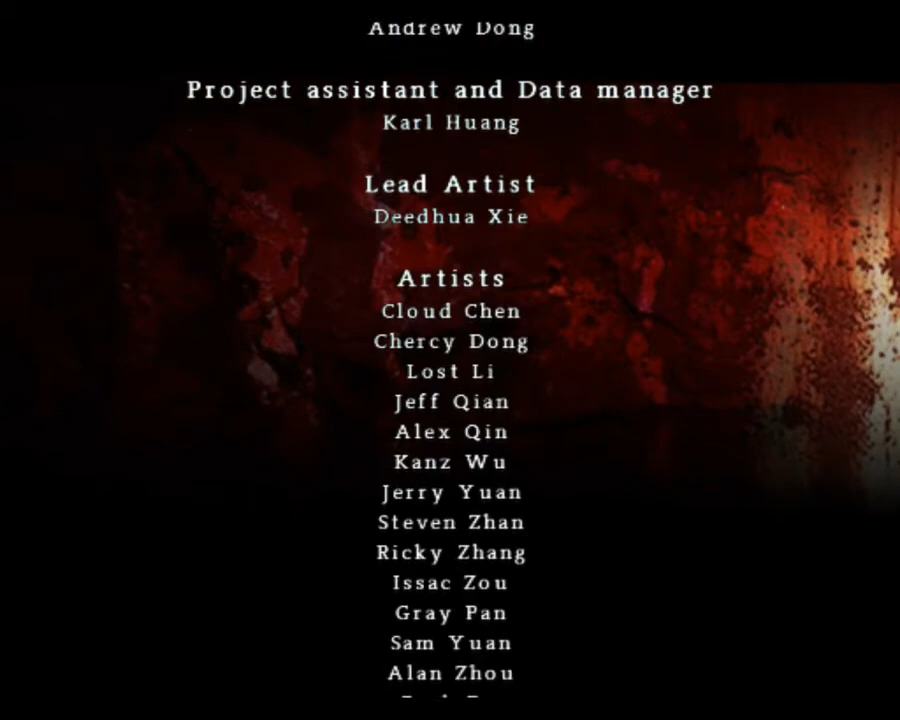 Andrew Dong
Project assistant and Data manager
Karl Huang
Lead Artist
Deedhua Xie
Artists
Cloud Chen
Chercy Dong
Lost Li
Jeff Qian
Alex Qin
Kanz Wu
Jerry Yuan
Steven Zhan
Ricky Zhang
Issac Zou
Gray Pan
Sam Yuan
Alan Zhou